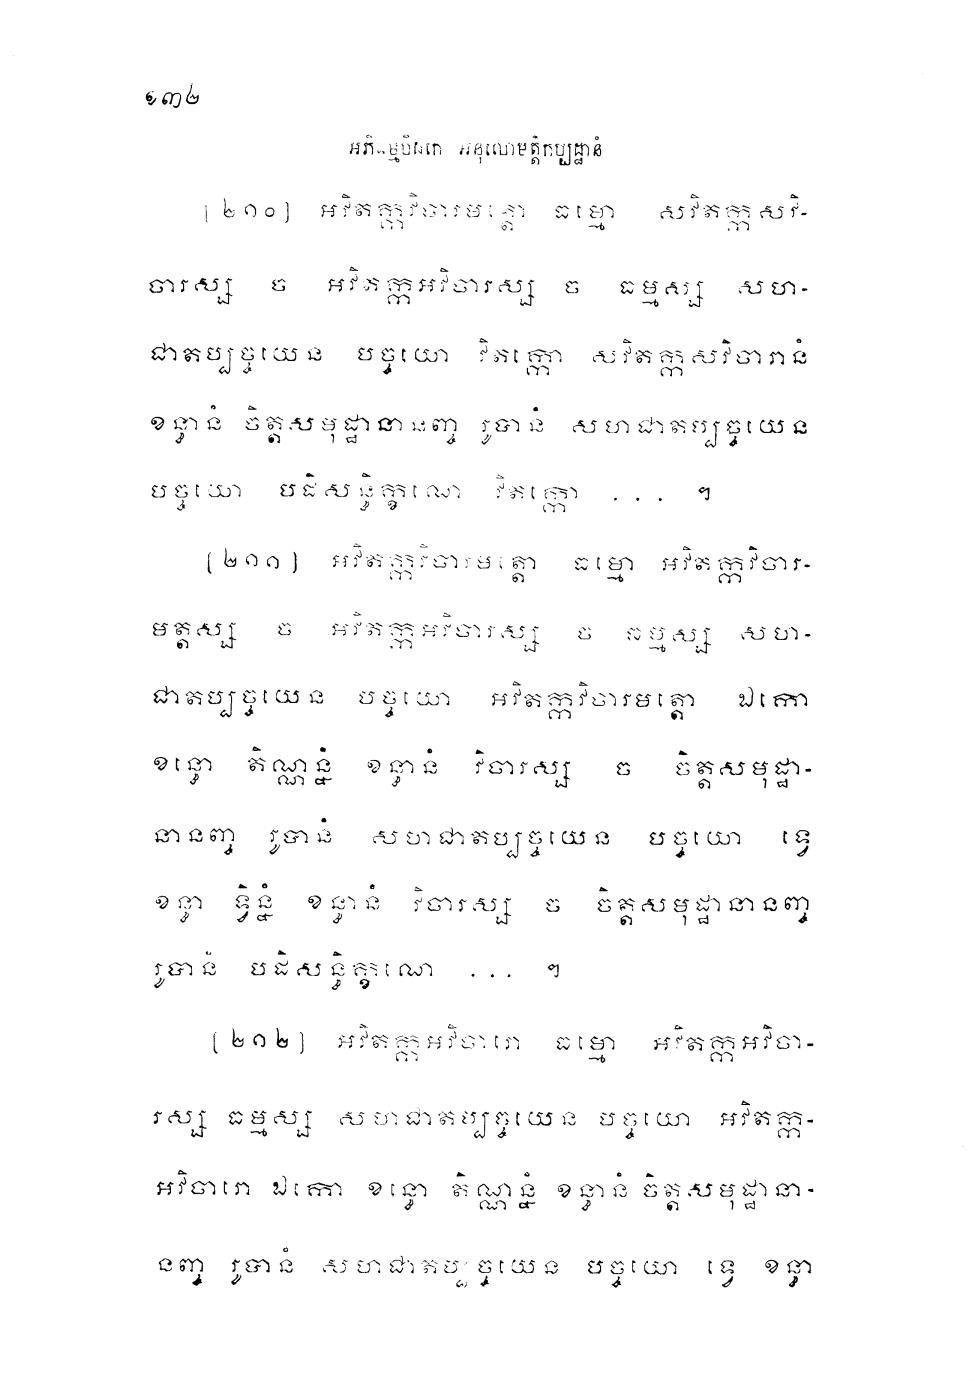 ១៣២
អភិធម្មបិដកេ អនុលោមត្តិកប្បដ្ឋានំ
[២១០] អវិតក្កវិចារមត្តោ ធម្មោ សវិតក្កសវិ-
ចារស្ស ច អវិតក្កអវិចារស្ស ច ធម្មស្ស សហ-
ជាតប្បច្ចយេន បច្ចយោ វិតក្កោ សវិតក្កសវិចារានំ
ខន្ធានំ ចិត្តសមុដ្ឋានានញ្ច រូបានំ សហជាតប្បច្ចយេន
បច្ចយោ បដិសន្ធិក្ខណេ វិតក្កោ ... ។
[២១១] អវិតក្កវិចារមត្តោ ធម្មោ អវិតក្កវិចារ-
មត្តស្ស ច អវិតក្កអវិចារស្ស ច ធម្មស្ស សហ-
ជាតប្បច្ចយេន បច្ចយោ អវិតក្កវិចារមត្តោ ឯកោ
ខន្ធោ តិណ្ណន្នំ ខន្ធានំ វិចារស្ស ច ចិត្តសមុដ្ឋា-
នានញ្ច រូបានំ សហជាតប្បច្ចយេន បច្ចយោ ទ្វេ
ខន្ធា ទ្វិន្នំ ខន្ធានំ វិចារស្ស ច ចិត្តសមុដ្ឋានានញ្ច
រូបានំ បដិសន្ធិក្ខណេ ... ។
[២១២] អវិតក្កអវិចារោ ធម្មោ អវិតក្កអវិចា-
រស្ស ធម្មស្ស សហជាតប្បច្ចយេន បច្ចយោ អវិតក្ក-
អវិចារោ ឯកោ ខន្ធោ តិណ្ណន្នំ ខន្ធានំ ចិត្តសមុដ្ឋានា-
នញ្ច រូបានំ សហជាតប្បច្ចយេន បច្ចយោ ទ្វេ ខន្ធា